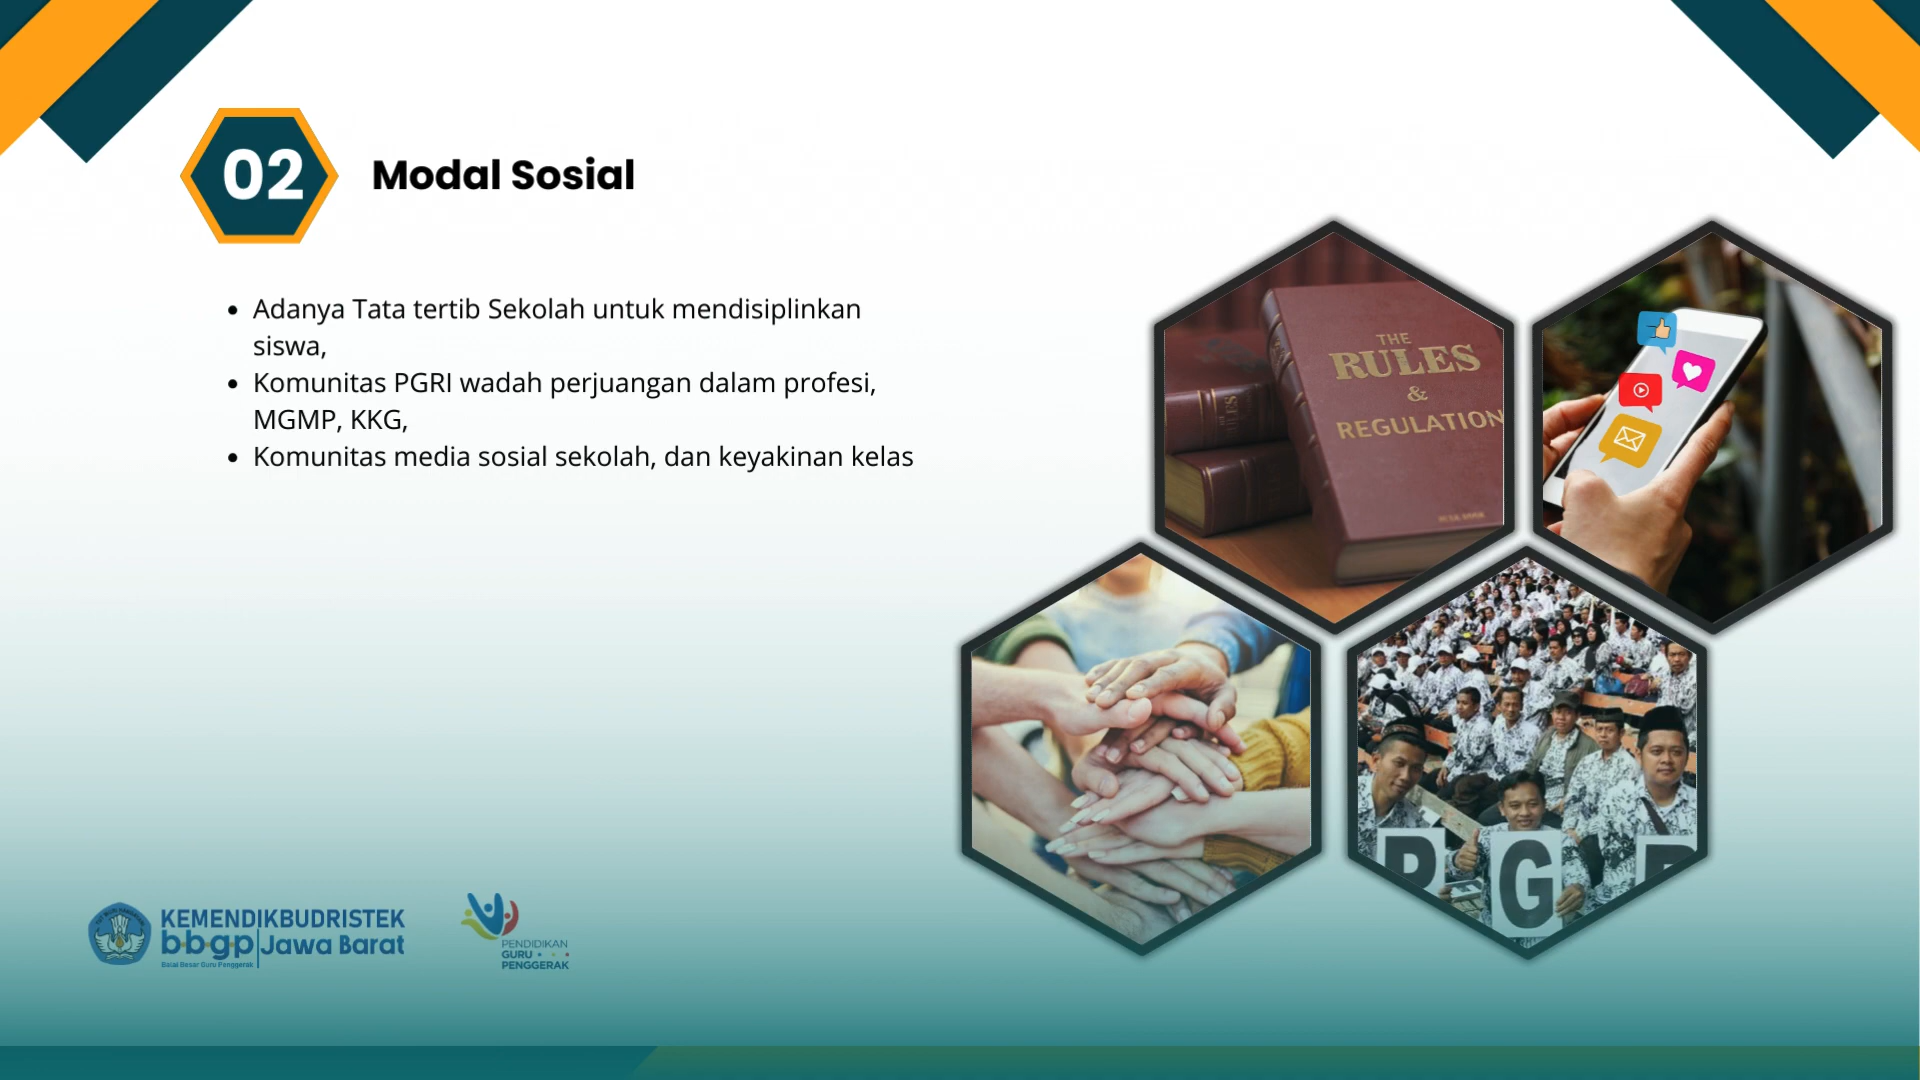 02
Modal Sosial
• Adanya Tata tertib Sekolah untuk mendisiplinkan
siswa,
• Komunitas PGRI wadah perjuangan dalam profesi,
MGMP, KKG,
• Komunitas media sosial sekolah, dan keyakinan kelas
THE
RULES
&
REGULATION
RULES
P G R
KEMENDIKBUDRISTEK
bbgp Jawa Barat
Balai Besar Guru Penggerak
PENDIDIKAN
GURU
PENGGERAK